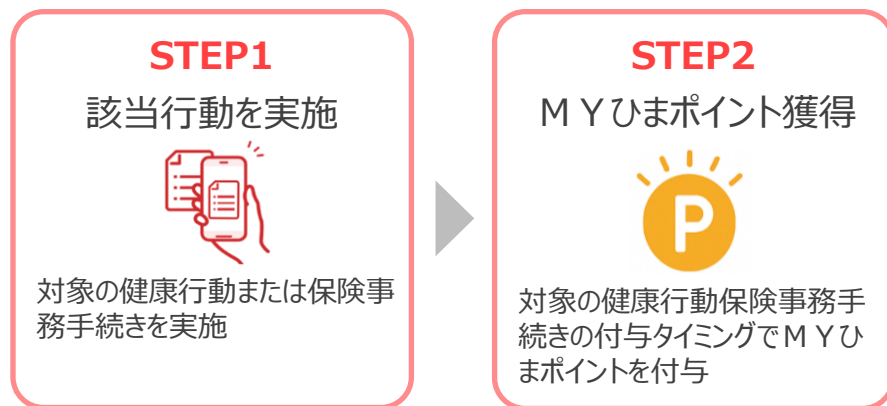 STEP1
該当行動を実施
対象の健康行動または保険事
務手続きを実施
STEP2
ＭＹひまポイント獲得
P
対象の健康行動保険事務手
続きの付与タイミングでＭＹひ
まポイントを付与